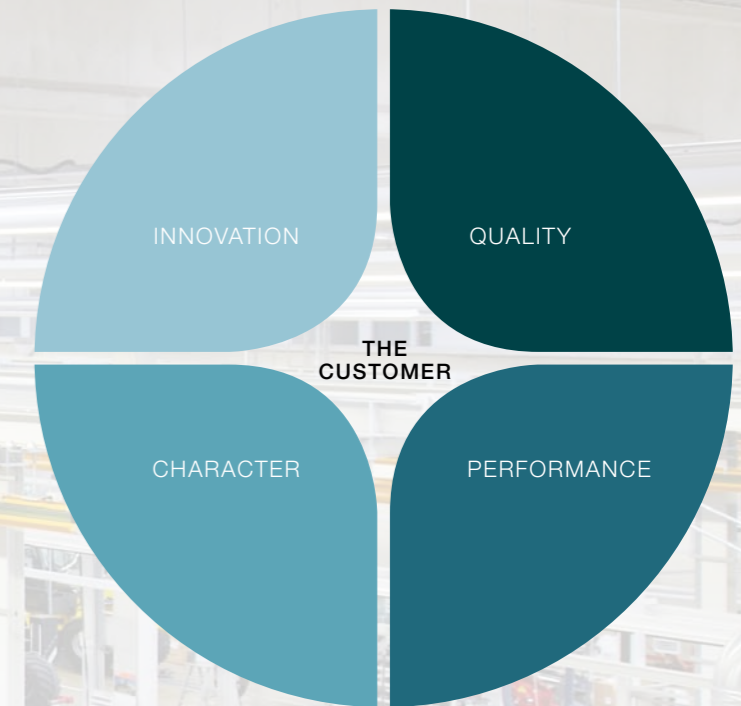 INNOVATION
QUALITY
THE
CUSTOMER
CHARACTER
PERFORMANCE